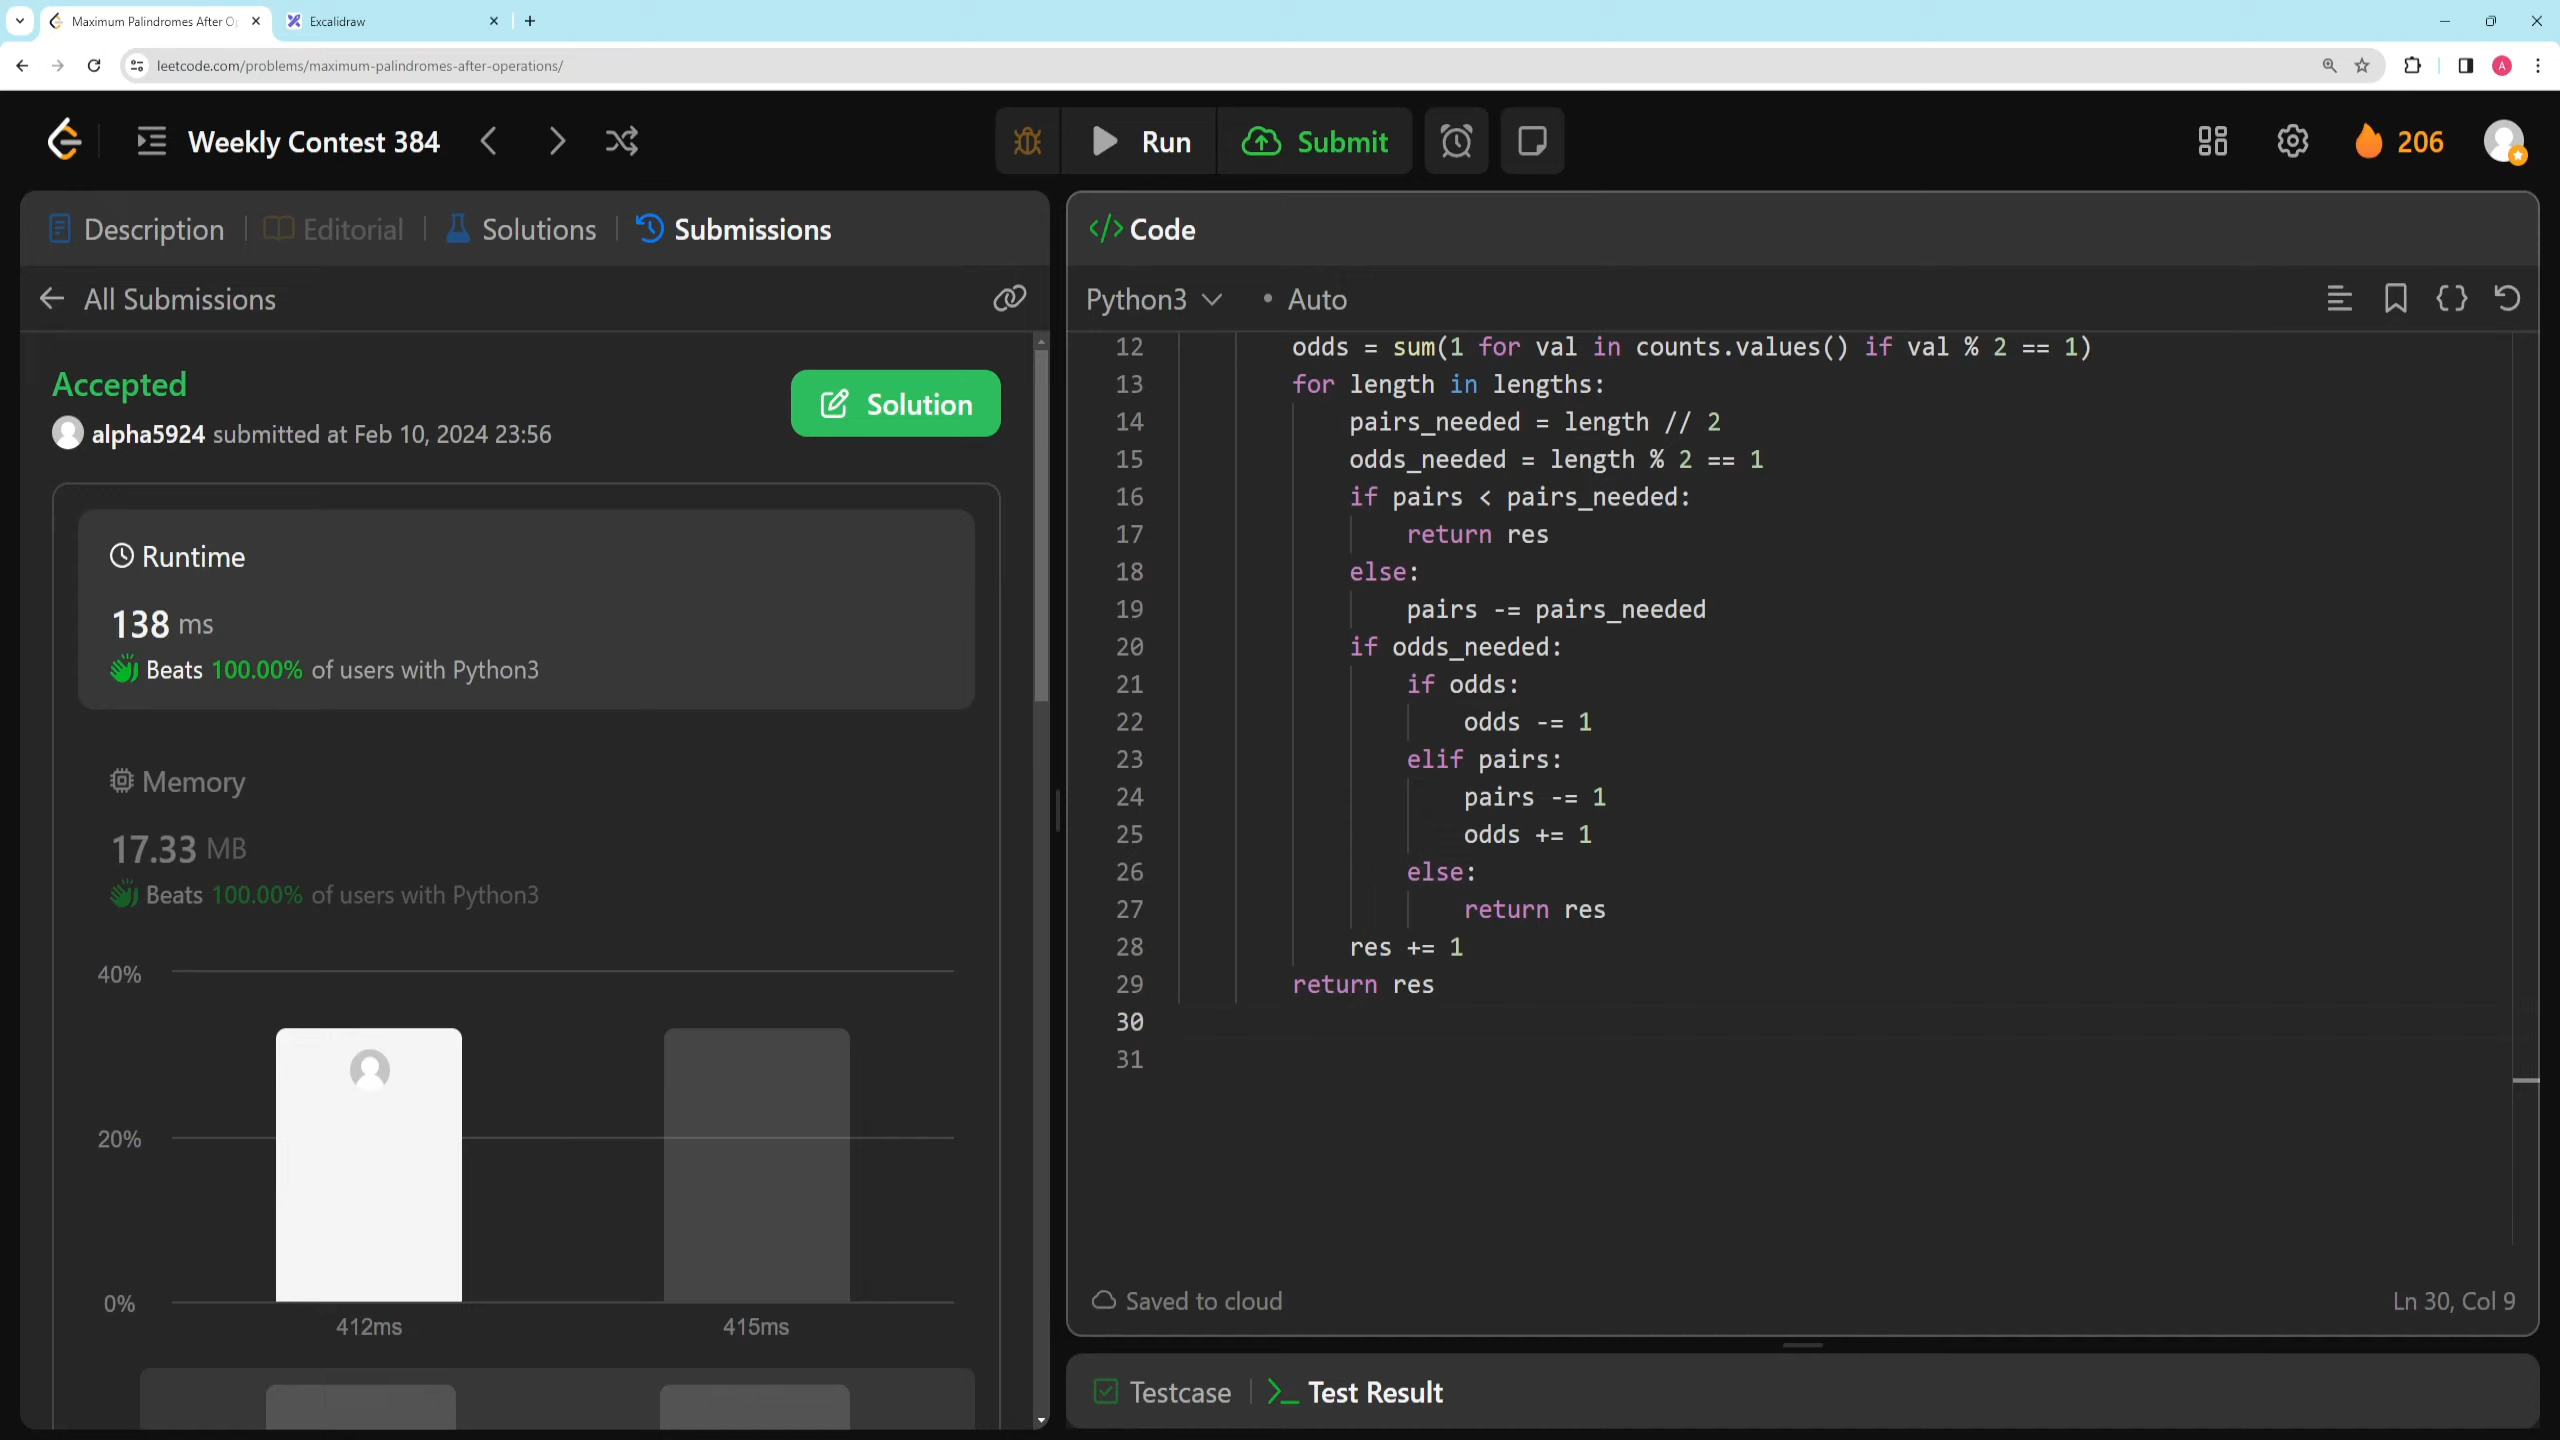 Maximum Palindromes After O
Excalidraw
leetcode.com/problems/maximum-palindromes-after-operations/
A
Weekly Contest 384
Run
Submit
206
Description
Editorial
Solutions
Submissions
All Submissions
Accepted
alpha5924 submitted at Feb 10, 2024 23:56
Solution
Runtime
138 ms
Beats 100.00% of users with Python3
Memory
17.33 MB
Beats 100.00% of users with Python3
40%
20%
0%
412ms
415ms
</> Code
Python3
• Auto
12 odds = sum(1 for val in counts.values() if val % 2 == 1)
13 for length in lengths:
14 pairs_needed = length // 2
15 odds_needed = length % 2 == 1
16 if pairs < pairs_needed:
17 return res
18 else:
19 pairs -= pairs_needed
20 if odds_needed:
21 if odds:
22 odds -= 1
23 elif pairs:
24 pairs -= 1
25 odds += 1
26 else:
27 return res
28 res += 1
29 return res
30
31
Saved to cloud
Ln 30, Col 9
Testcase
Test Result